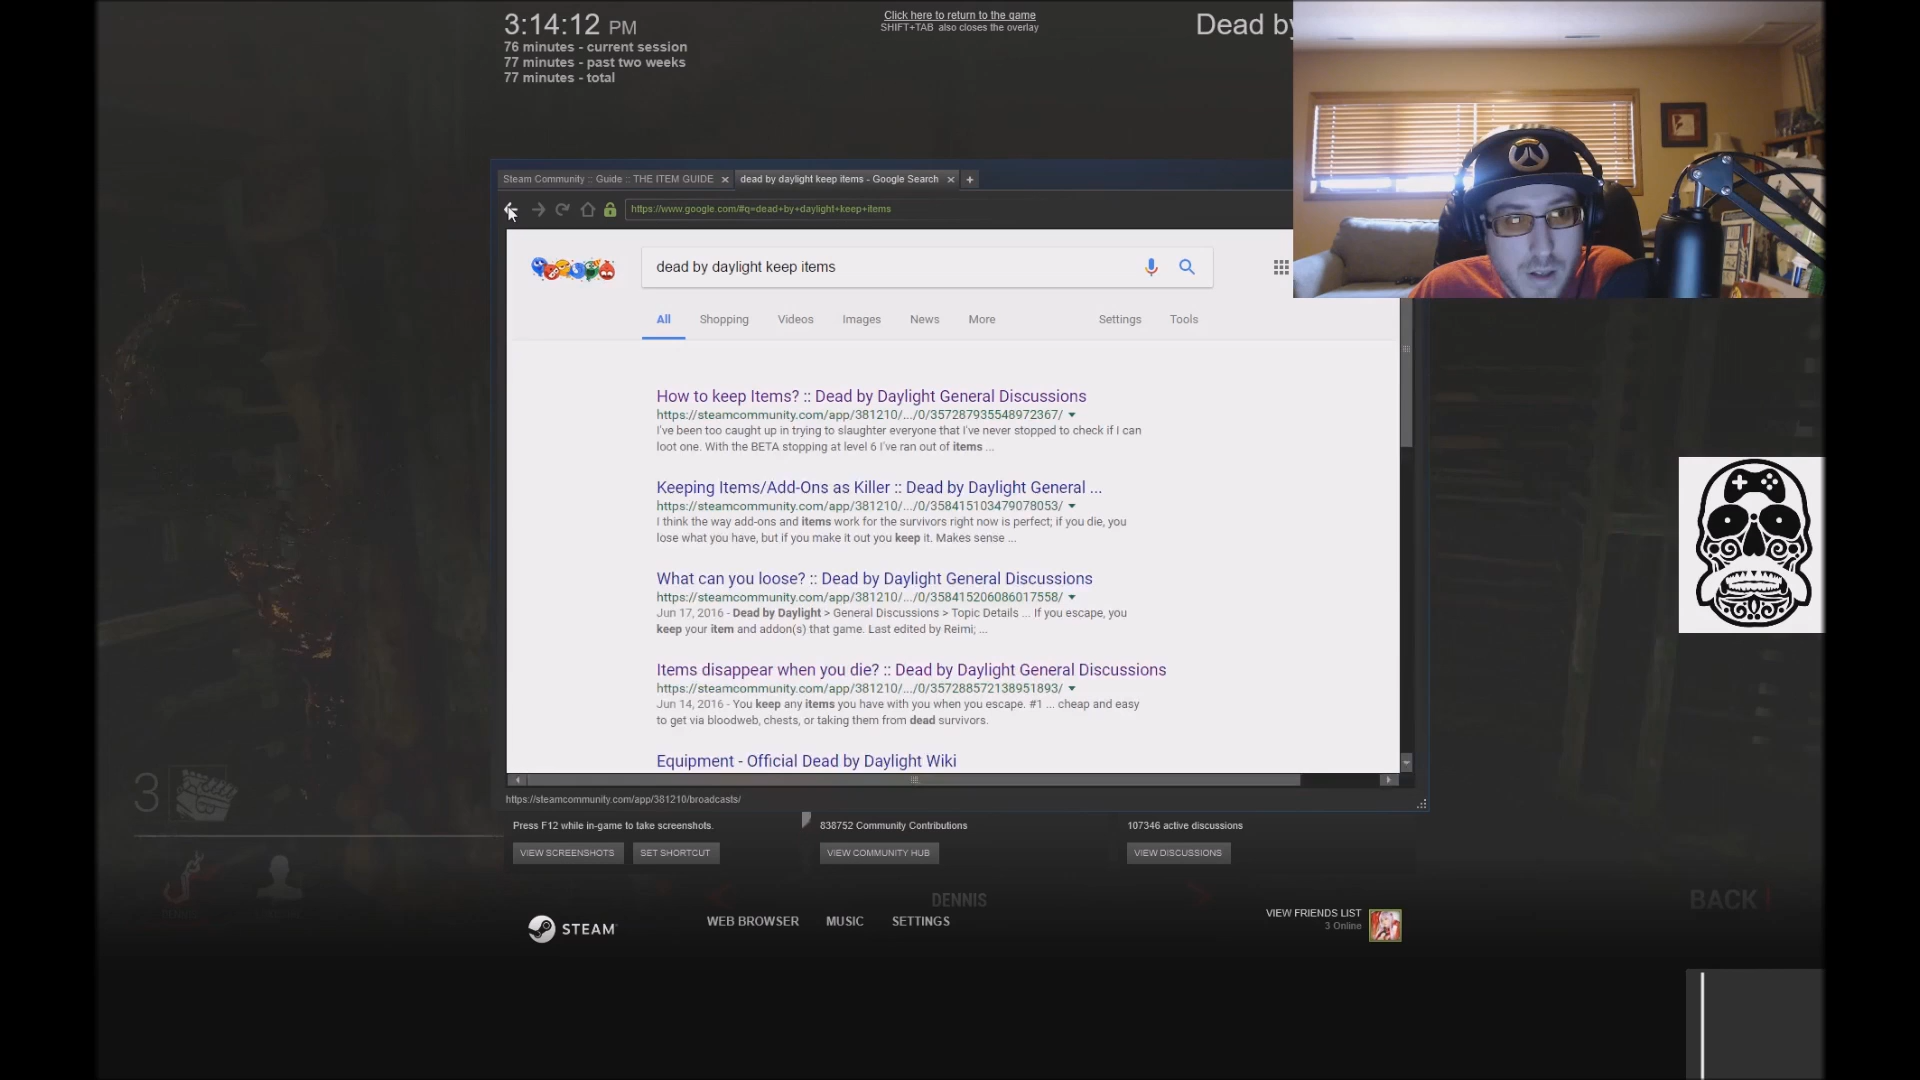 3:14:12 PM
76 minutes - current session
77 minutes - past two weeks
77 minutes - total
Click here to return to the game
SHIFT+TAB also closes the overlay
Dead by
Steam Community :: Guide :: THE ITEM GUIDE
dead by daylight keep items - Google Search
https://www.google.com/#q=dead+by+daylight+keep+items
dead by daylight keep items
All Shopping Videos Images News More Settings Tools
How to keep Items? :: Dead by Daylight General Discussions
https://steamcommunity.com/app/381210/.../0/357287935548972367/
I've been too caught up in trying to slaughter everyone that I've never stopped to check if I can
loot one. With the BETA stopping at level 6 I've ran out of items ...
Keeping Items/Add-Ons as Killer :: Dead by Daylight General ...
https://steamcommunity.com/app/381210/.../0/358415103479078053/
I think the way add-ons and items work for the survivors right now is perfect; if you die, you
lose what you have, but if you make it out you keep it. Makes sense ...
What can you loose? :: Dead by Daylight General Discussions
https://steamcommunity.com/app/381210/.../0/358415206086017558/
Jun 17, 2016 - Dead by Daylight > General Discussions > Topic Details ... If you escape, you
keep your item and addon(s) that game. Last edited by Reimi; ...
Items disappear when you die? :: Dead by Daylight General Discussions
https://steamcommunity.com/app/381210/.../0/357288572138951893/
Jun 14, 2016 - You keep any items you have with you when you escape. #1 ... cheap and easy
to get via bloodweb, chests, or taking them from dead survivors.
Equipment - Official Dead by Daylight Wiki
https://steamcommunity.com/app/381210/broadcasts/
3
Press F12 while in-game to take screenshots.
838752 Community Contributions
107346 active discussions
VIEW SCREENSHOTS
SET SHORTCUT
VIEW COMMUNITY HUB
VIEW DISCUSSIONS
DENNIS
BACK
STEAM
WEB BROWSER
MUSIC
SETTINGS
VIEW FRIENDS LIST
3 Online